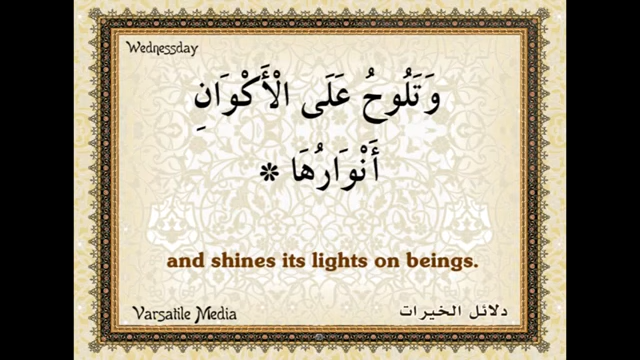 Wednessday
وَتَلُوحُ عَلَى الْأَكْوَانِ
أَنْوَارُهَا *
and shines its lights on beings.
Varsatile Media
دلائل الخيرات